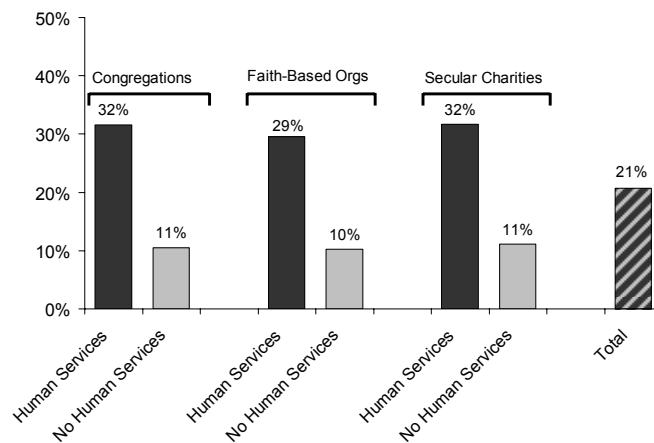 50%
40%
30%
20%
10%
0%
Congregations
Faith-Based Orgs
Secular Charities
32%
11%
29%
10%
32%
11%
21%
Human Services
No Human Services
Human Services
No Human Services
Human Services
No Human Services
Total